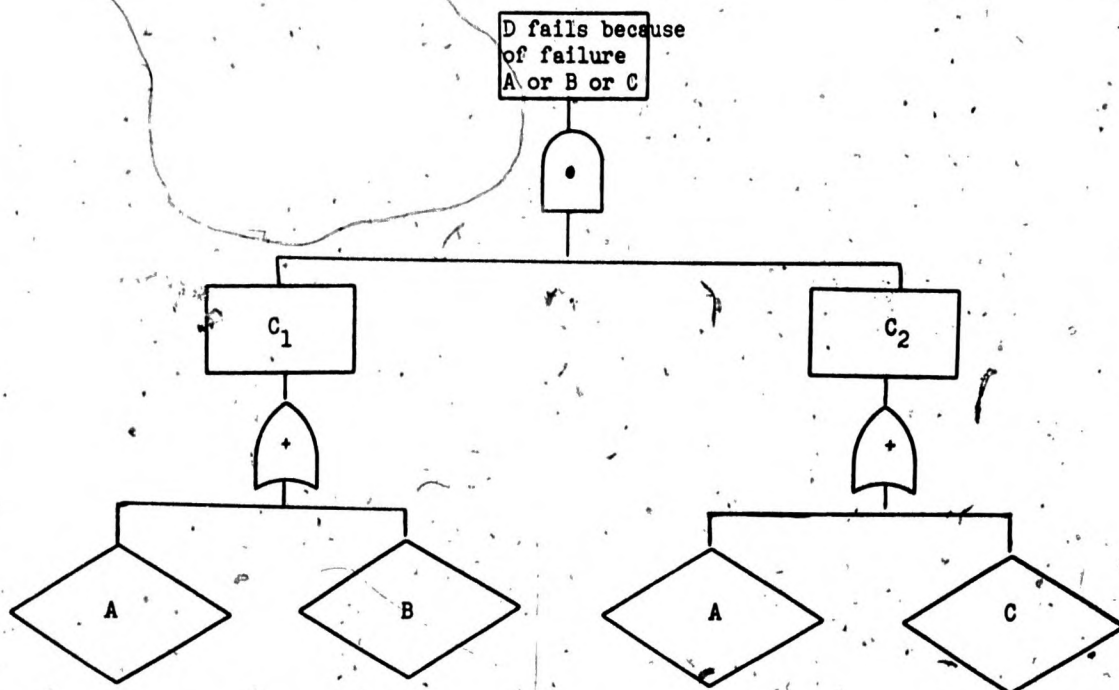 D fails because
of failure
A or B or C
C1
C2
+
+
A
B
A
C